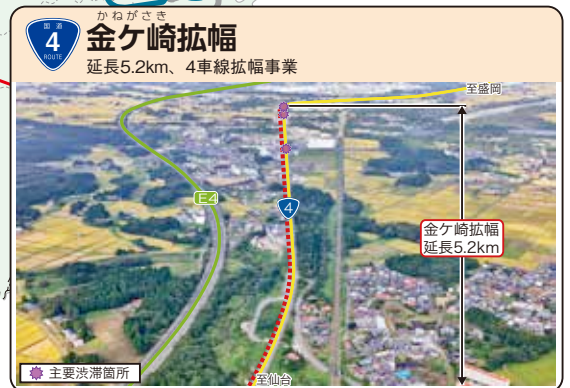 国道
4
ROUTE
かねがさき
金ケ崎拡幅
延長5.2km、4車線拡幅事業
至盛岡
E4
4
金ケ崎拡幅
延長5.2km
主要渋滞箇所
至仙台